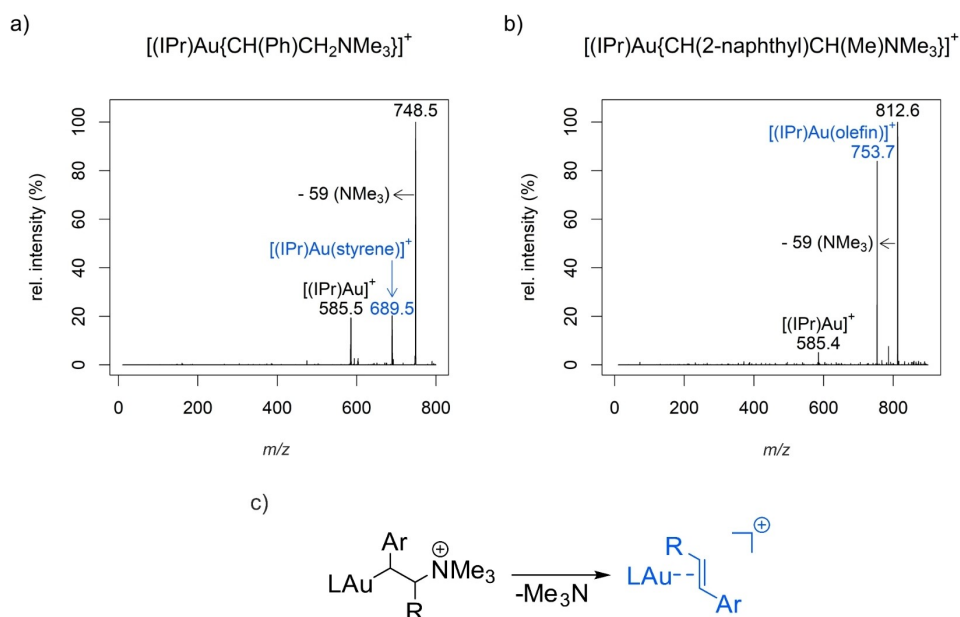 a)
[(IPr)Au{CH(Ph)CH₂NMe₃}]⁺
748.5
- 59 (NMe₃)
[(IPr)Au(styrene)]⁺
[(IPr)Au]⁺
585.5 689.5
rel. intensity (%)
0 20 40 60 80 100
0 200 400 600 800
m/z
b)
[(IPr)Au{CH(2-naphthyl)CH(Me)NMe₃}]⁺
812.6
[(IPr)Au(olefin)]⁺
753.7
- 59 (NMe₃)
[(IPr)Au]⁺
585.4
rel. intensity (%)
0 20 40 60 80 100
0 200 400 600 800
m/z
c)
Ar
⊕
LAu NMe₃
R
-Me₃N
⊕
R
LAu
Ar